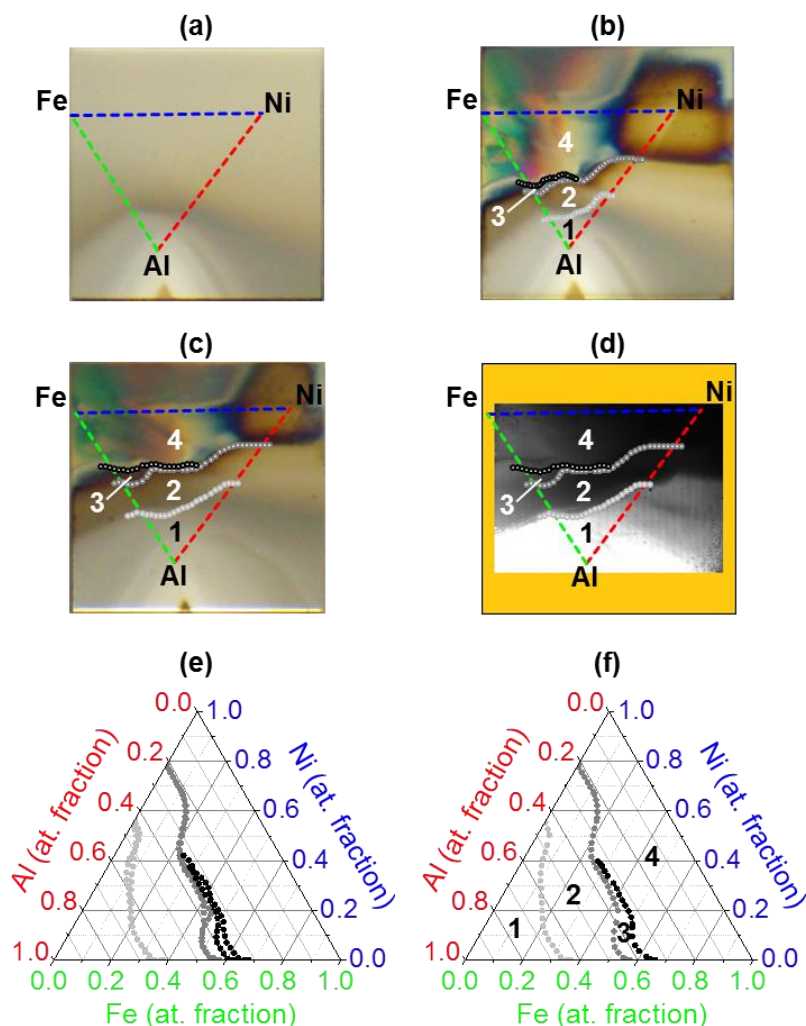 (a)
(b)
Fe
Ni
Al
Fe
Ni
4
3
2
1
Al
(c)
(d)
Fe
Ni
4
3
2
1
Al
Fe
Ni
4
3
2
1
Al
(e)
(f)
0.0
1.0
0.2
0.8
0.4
0.6
0.6
0.4
0.8
0.2
1.0
0.0
Al (at. fraction)
Ni (at. fraction)
0.0 0.2 0.4 0.6 0.8 1.0
Fe (at. fraction)
0.0
1.0
0.2
0.8
0.4
0.6
0.6
0.4
0.8
0.2
1.0
0.0
Al (at. fraction)
Ni (at. fraction)
1
2
3
4
0.0 0.2 0.4 0.6 0.8 1.0
Fe (at. fraction)